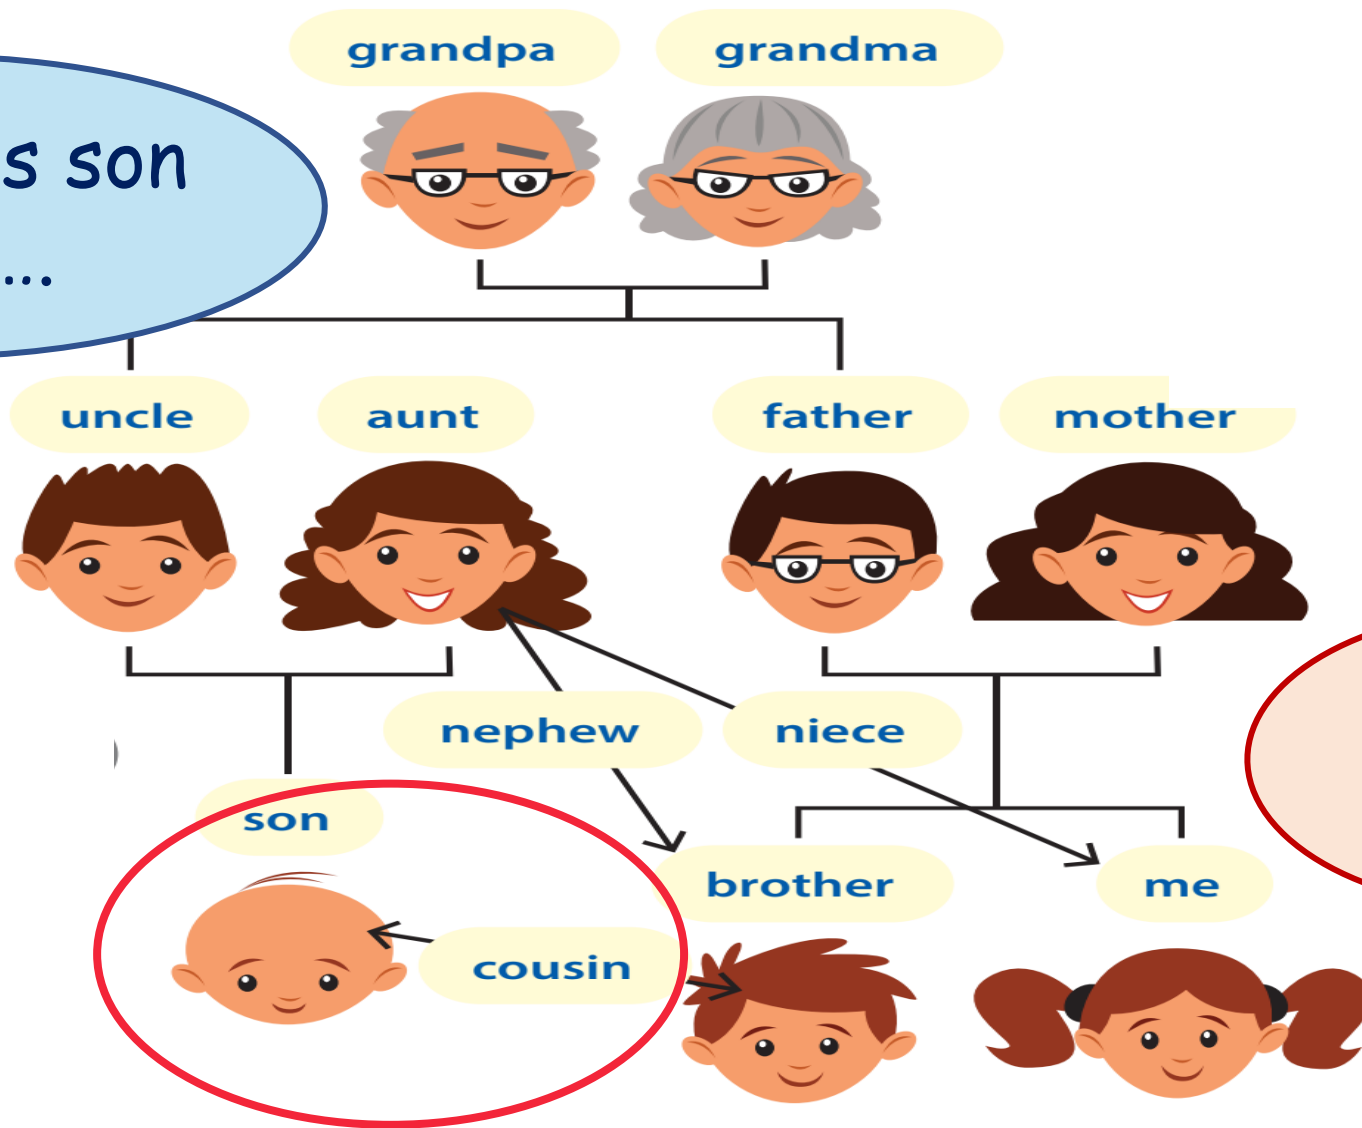 grandpa grandma
s son
...
uncle aunt father mother
nephew niece
son
brother me
cousin